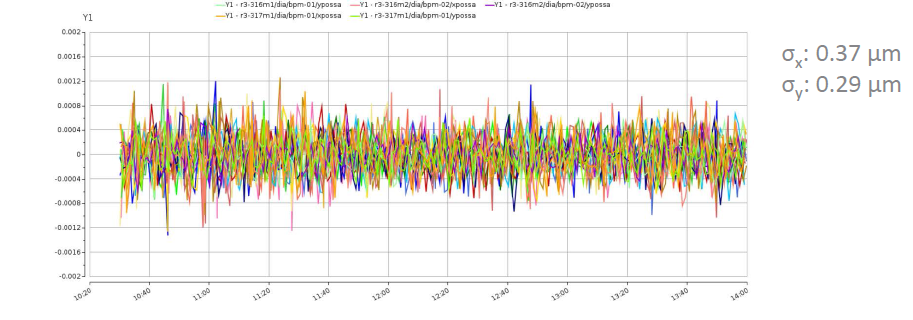 Y1 - r3-316m1/dia/bpm-01/ypossa Y1 - r3-316m2/dia/bpm-02/xpossa Y1 - r3-316m2/dia/bpm-02/ypossa
Y1 - r3-317m1/dia/bpm-01/xpossa Y1 - r3-317m1/dia/bpm-01/ypossa
Y1
0.002
0.0016
0.0012
0.0008
0.0004
0
-0.0004
-0.0008
-0.0012
-0.0016
-0.002
10:20 10:40 11:00 11:20 11:40 12:00 12:20 12:40 13:00 13:20 13:40 14:00
σx: 0.37 µm
σy: 0.29 µm